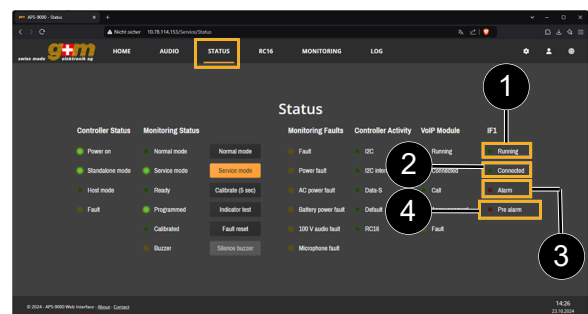 APS-9000 - Status
Nicht sicher 10.78.114.153/Service/Status
swiss made g+m elektronik ag
HOME AUDIO STATUS RC16 MONITORING LOG
1
Status
Controller Status Monitoring Status Monitoring Faults Controller Activity VoIP Module IF1
Power on Normal mode Normal mode Fault I2C Running Running
2
Standalone mode Service mode Service mode Power fault I2C Connected Connected
Host mode Ready Calibrate (5 sec) AC power fault Data-S Call Alarm
4
Fault Programmed Indicator test Battery power fault Default Pre alarm
Calibrated Fault reset 100 V audio fault RC16 Fault
3
Buzzer Silence buzzer Microphone fault
© 2024 - APS-9000 Web Interface - About - Contact
14:26
23.10.2024